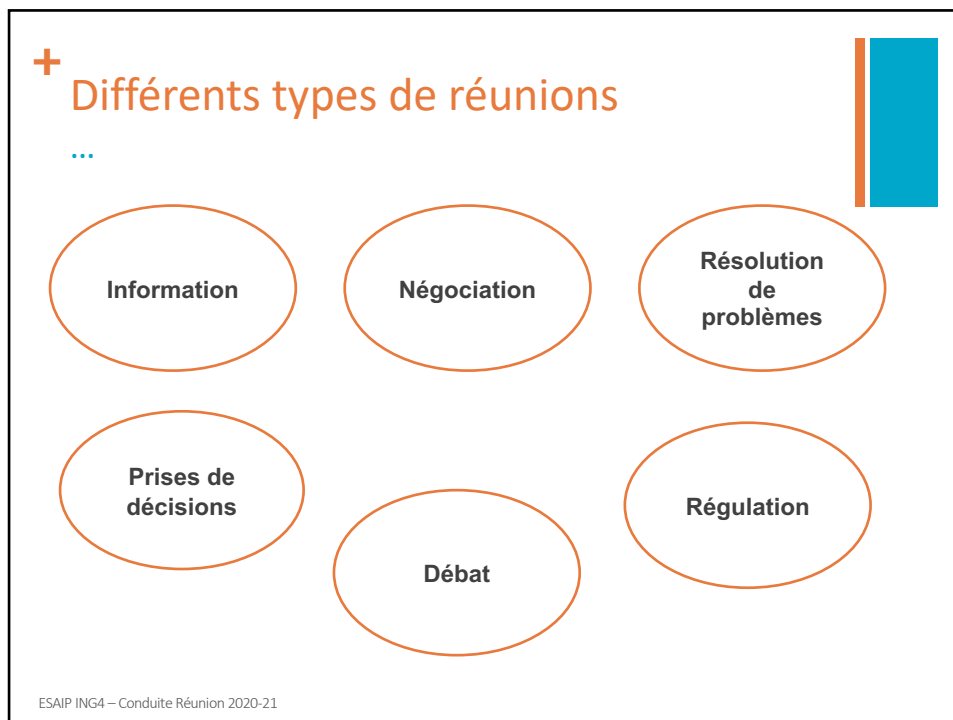 +
Différents types de réunions
...
Information
Négociation
Résolution
de
problèmes
Prises de
décisions
Débat
Régulation
ESAIP ING4 – Conduite Réunion 2020-21